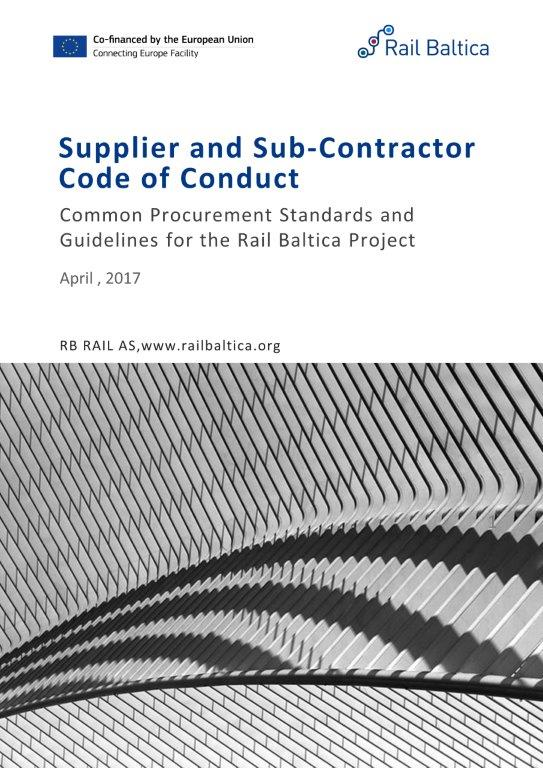 Co-financed by the European Union
Connecting Europe Facility
Rail Baltica
Supplier and Sub-Contractor
Code of Conduct
Common Procurement Standards and
Guidelines for the Rail Baltica Project
April , 2017
RB RAIL AS,www.railbaltica.org